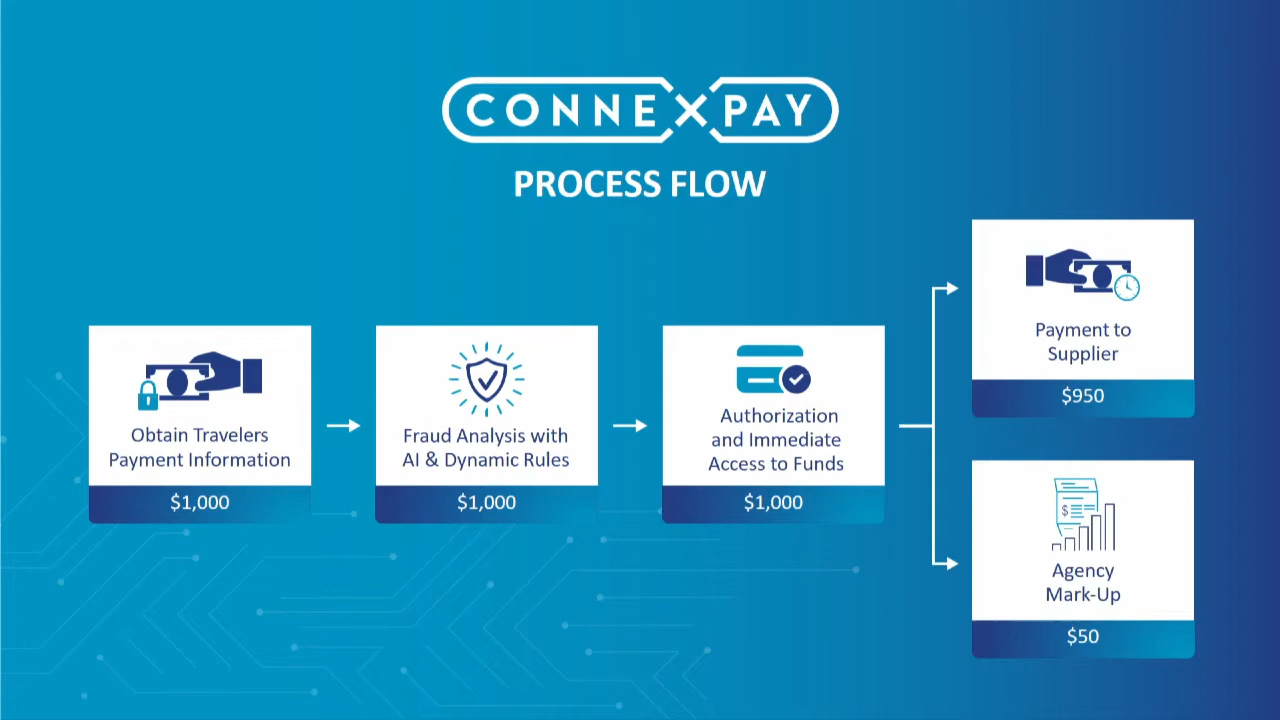 CONNEXPAY
PROCESS FLOW
Obtain Travelers
Payment Information
$1,000
Fraud Analysis with
AI & Dynamic Rules
$1,000
Authorization
and Immediate
Access to Funds
$1,000
Payment to
Supplier
$950
$
Agency
Mark-Up
$50